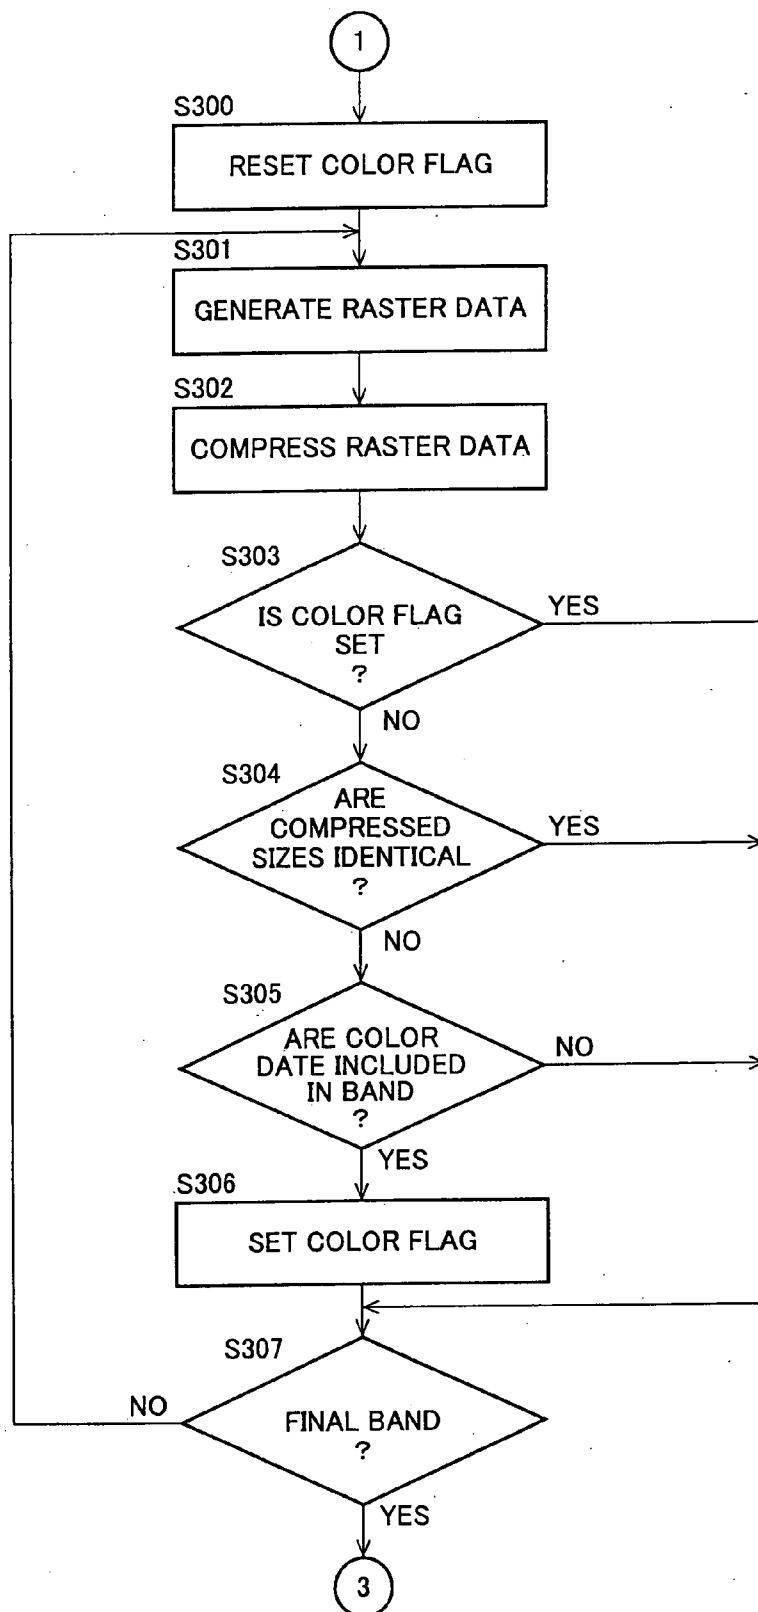 1
S300
RESET COLOR FLAG
S301
GENERATE RASTER DATA
S302
COMPRESS RASTER DATA
S303
IS COLOR FLAG
SET
?
YES
NO
S304
ARE
COMPRESSED
SIZES IDENTICAL
?
YES
NO
S305
ARE COLOR
DATE INCLUDED
IN BAND
?
NO
YES
S306
SET COLOR FLAG
S307
FINAL BAND
?
NO
YES
3